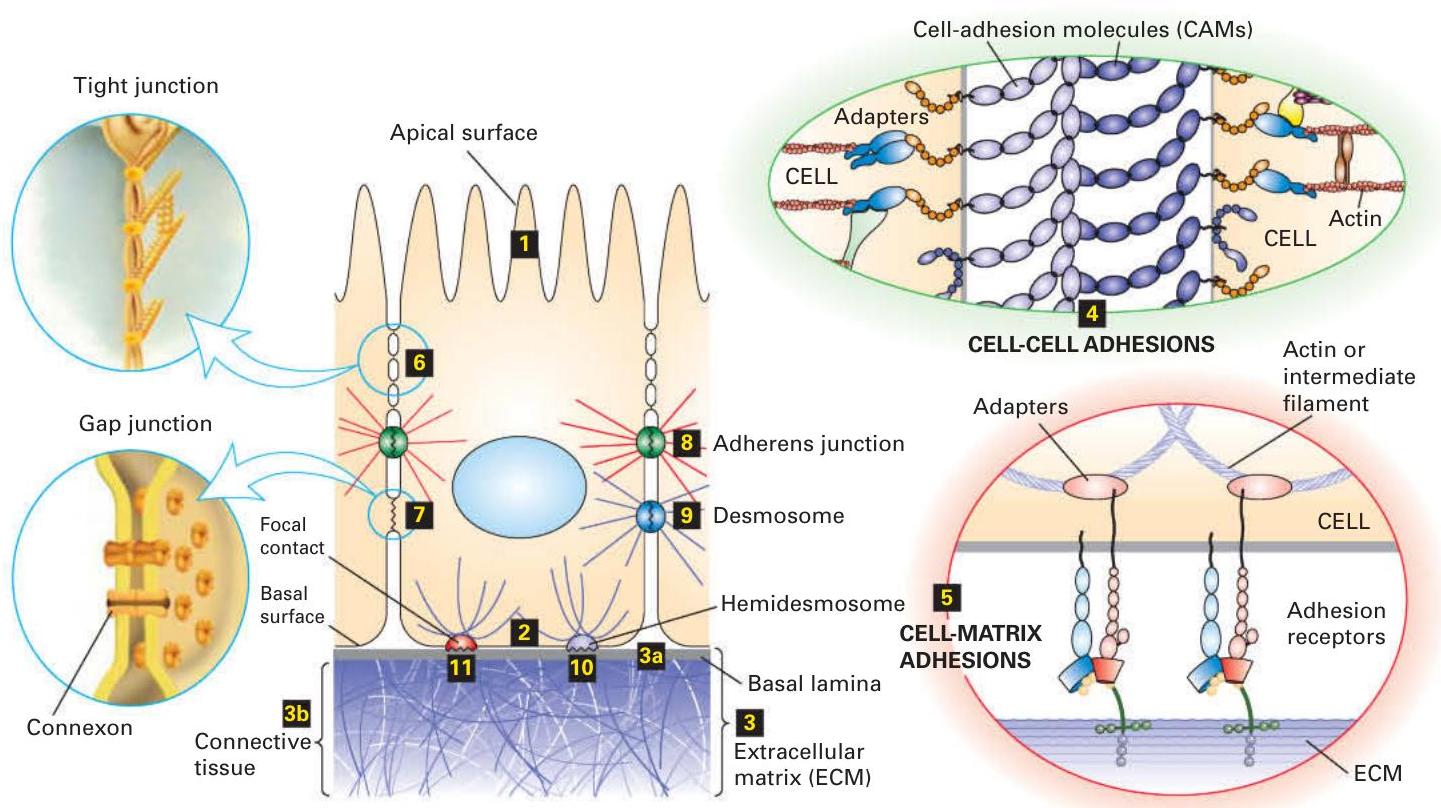 Cell-adhesion molecules (CAMs)
Tight junction
Adapters
Apical surface
CELL
Actin
1
CELL
4
CELL-CELL ADHESIONS
6
Actin or
intermediate
filament
Adapters
Gap junction
8 Adherens junction
7
9 Desmosome
CELL
Focal
contact
Basal
surface
Hemidesmosome
5
CELL-MATRIX
ADHESIONS
Adhesion
receptors
2
3a
11
10
Basal lamina
3b
Connective
tissue
3
Extracellular
matrix (ECM)
Connexon
ECM